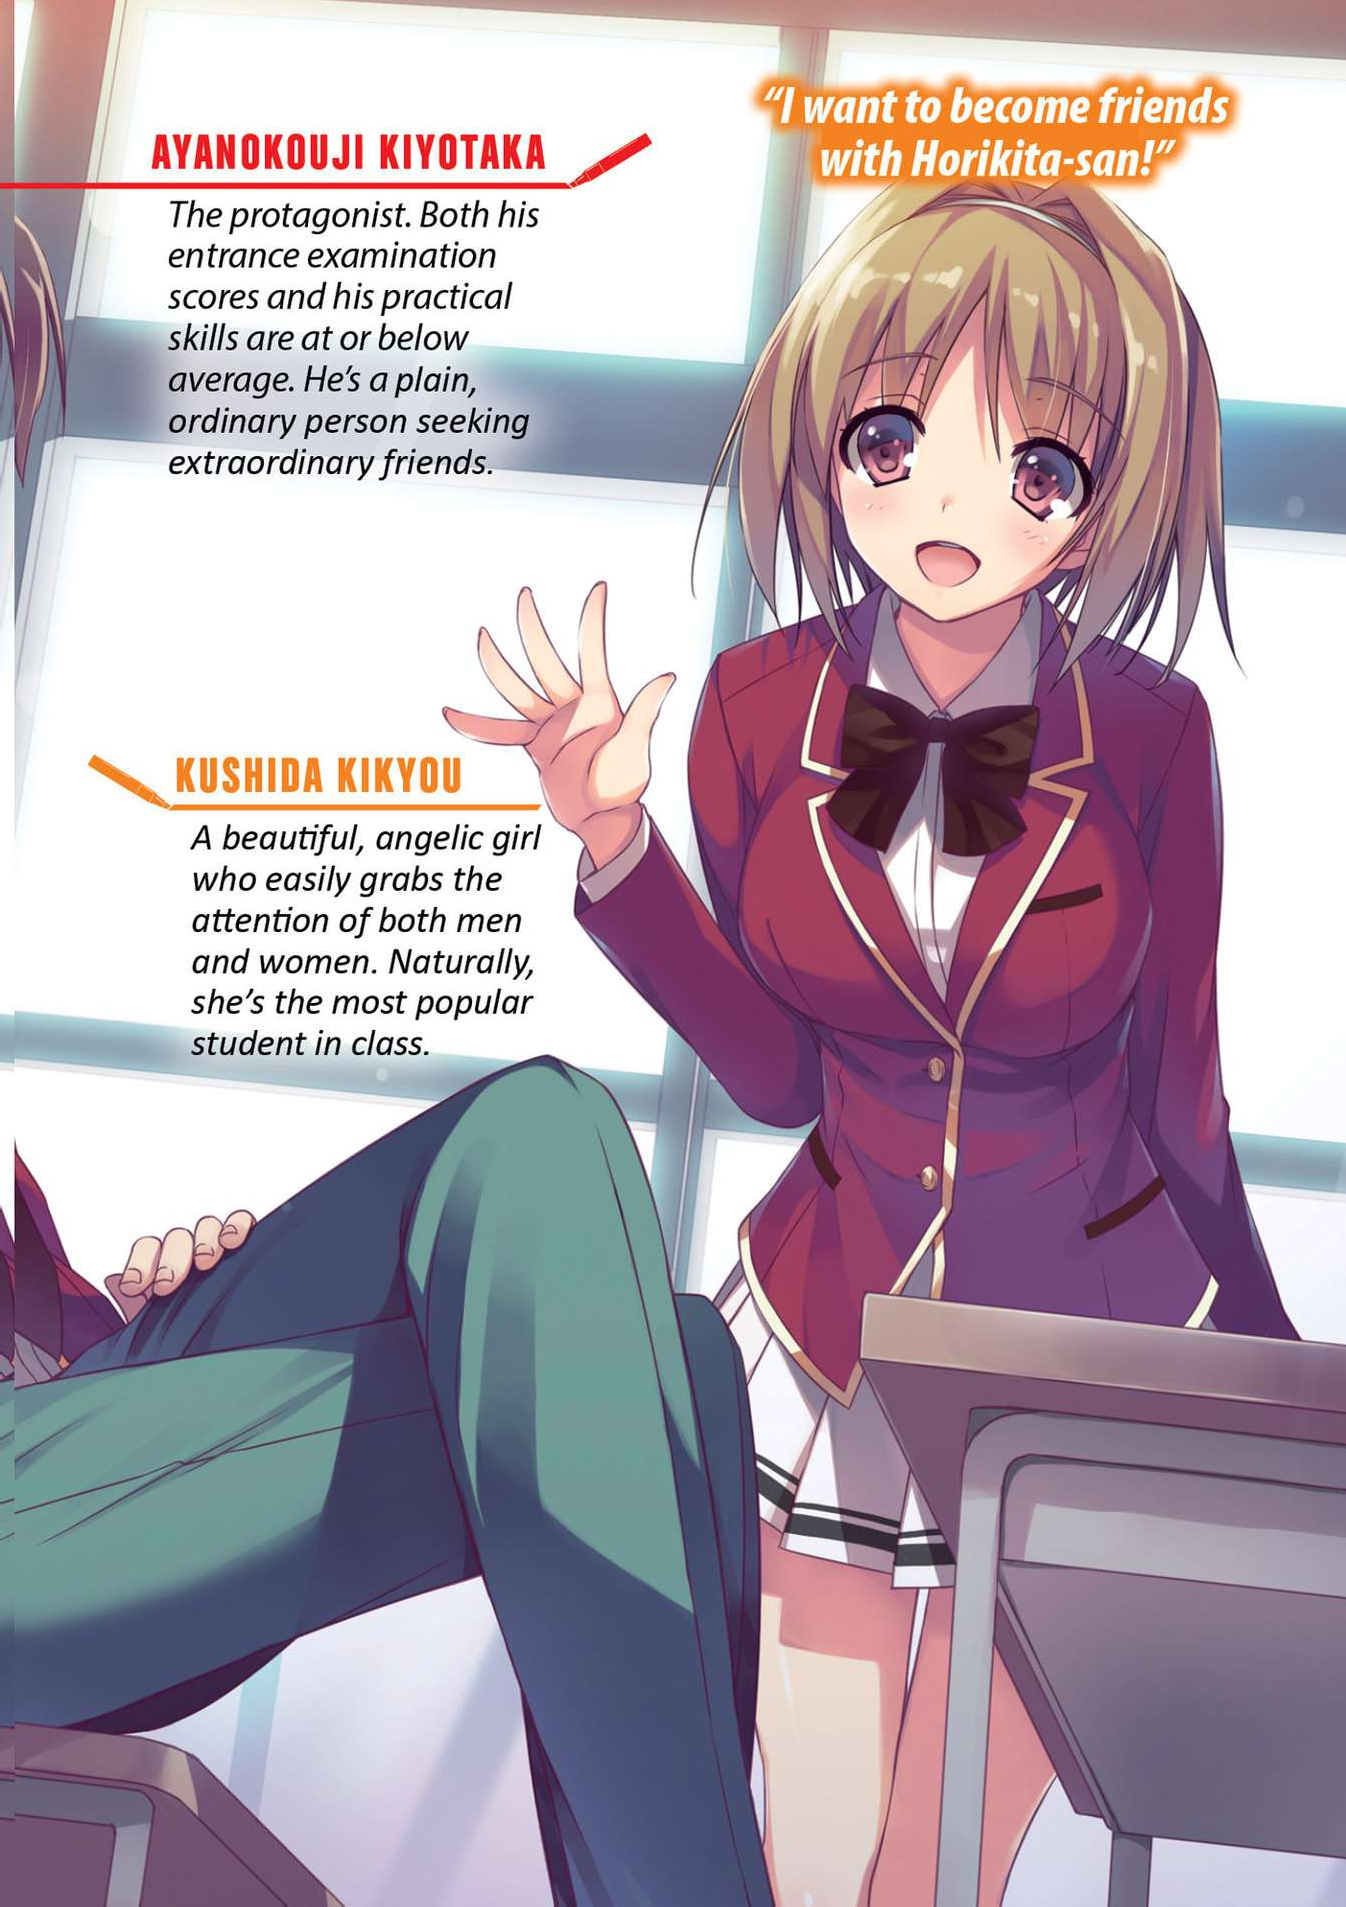 “I want to become friends
with Horikita-san!”
AYANOKOUJI KIYOTAKA
The protagonist. Both his
entrance examination
scores and his practical
skills are at or below
average. He’s a plain,
ordinary person seeking
extraordinary friends.
KUSHIDA KIKYOU
A beautiful, angelic girl
who easily grabs the
attention of both men
and women. Naturally,
she’s the most popular
student in class.